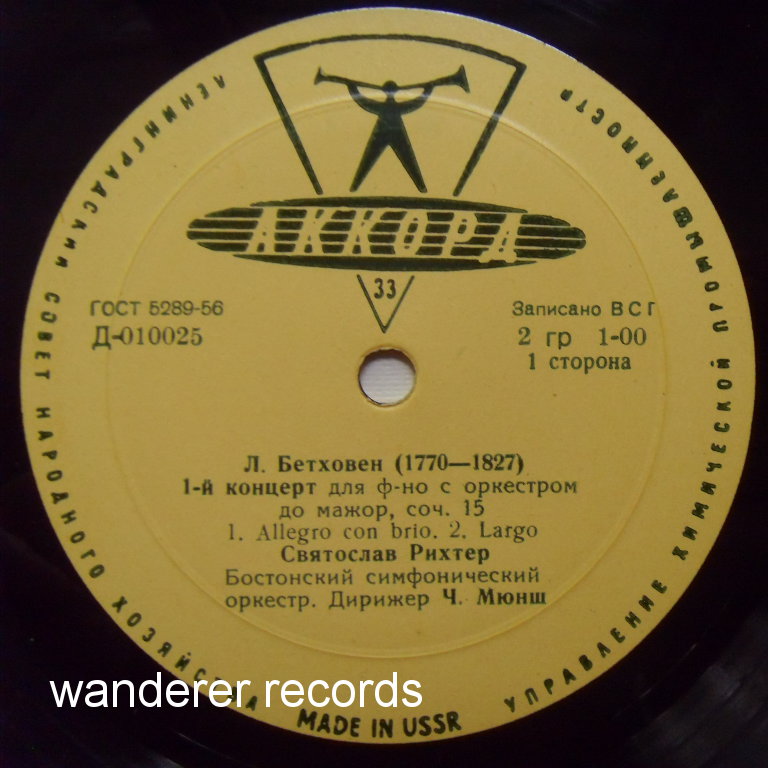 ЛЕНИНГРАДСКИЙ СОВЕТ НАРОДНОГО ХОЗЯЙСТВА
УПРАВЛЕНИЕ ХИМИЧЕСКОЙ ПРОМЫШЛЕННОСТИ
АККОРД
33
ГОСТ 5289-56
Д-010025
Записано ВСГ
2 гр 1-00
1 сторона
Л. Бетховен (1770—1827)
1-й концерт для ф-но с оркестром
до мажор, соч. 15
1. Allegro con brio. 2. Largo
Святослав Рихтер
Бостонский симфонический
оркестр. Дирижер Ч. Мюнш
MADE IN USSR
wanderer records